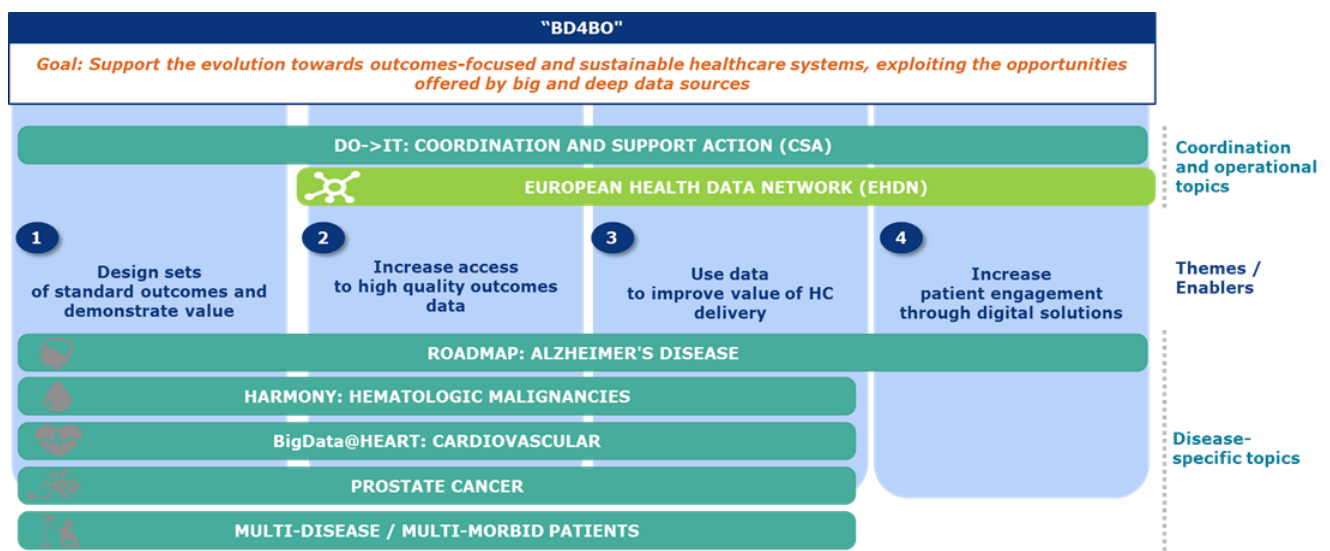 "BD4BO"
Goal: Support the evolution towards outcomes-focused and sustainable healthcare systems, exploiting the opportunities
offered by big and deep data sources
DO->IT: COORDINATION AND SUPPORT ACTION (CSA)
EUROPEAN HEALTH DATA NETWORK (EHDN)
Coordination
and operational
topics
1
Design sets
of standard outcomes and
demonstrate value
2
Increase access
to high quality outcomes
data
3
Use data
to improve value of HC
delivery
4
Increase
patient engagement
through digital solutions
Themes /
Enablers
ROADMAP: ALZHEIMER'S DISEASE
HARMONY: HEMATOLOGIC MALIGNANCIES
BigData@HEART: CARDIOVASCULAR
PROSTATE CANCER
MULTI-DISEASE / MULTI-MORBID PATIENTS
Disease-
specific topics